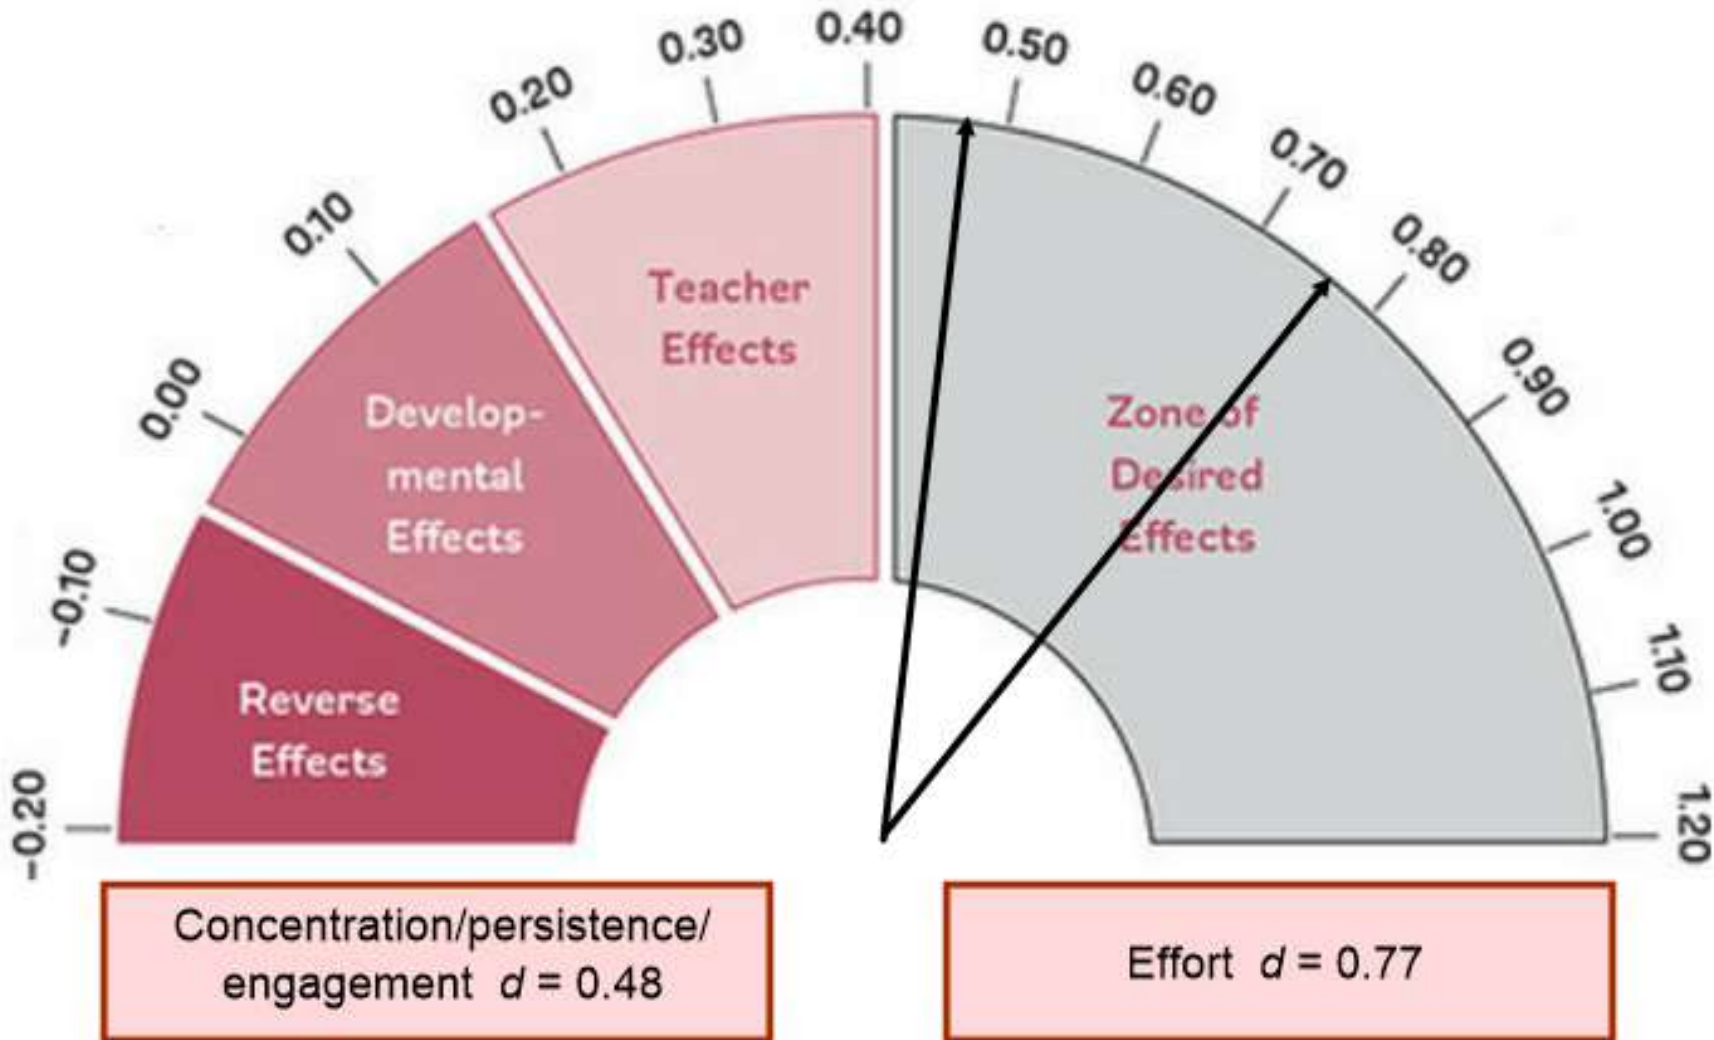 −0.20
−0.10
0.00
0.10
0.20
0.30
0.40
0.50
0.60
0.70
0.80
0.90
1.00
1.10
1.20
Reverse
Effects
Develop-
mental
Effects
Teacher
Effects
Zone of
Desired
Effects
Concentration/persistence/
engagement d = 0.48
Effort d = 0.77